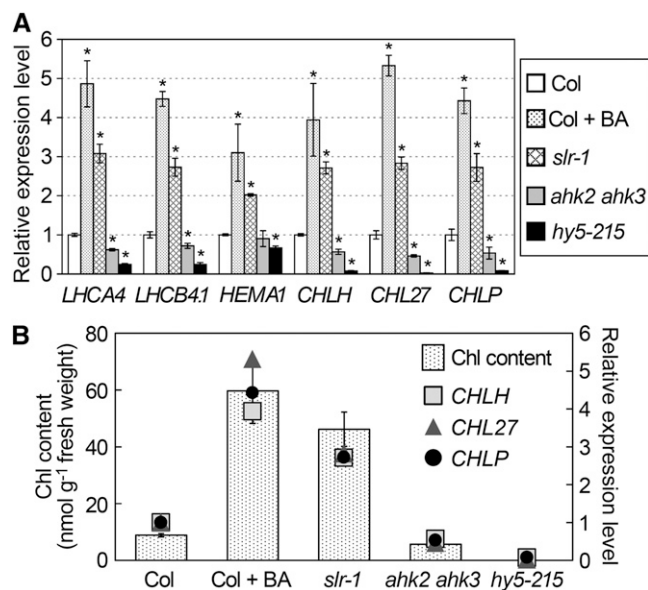 A
Relative expression level
6
5
4
3
2
1
0
* * * * * *
* * * * * *
* * * * *
* * * * * *
LHCA4 LHCB4.1 HEMA1 CHLH CHL27 CHLP
Col
Col + BA
slr-1
ahk2 ahk3
hy5-215
B
Chl content
(nmol g⁻¹ fresh weight)
80
60
40
20
0
Chl content
CHLH
CHL27
CHLP
6
5
4
3
2
1
0
Relative expression level
Col Col + BA slr-1 ahk2 ahk3 hy5-215